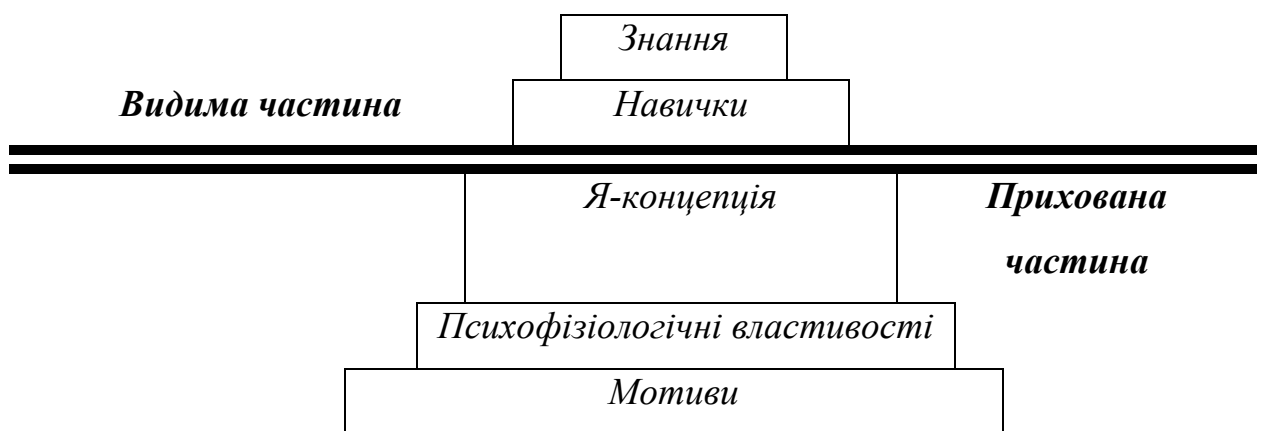 Знання
Видима частина
Навички
Я-концепція
Прихована
частина
Психофізіологічні властивості
Мотиви